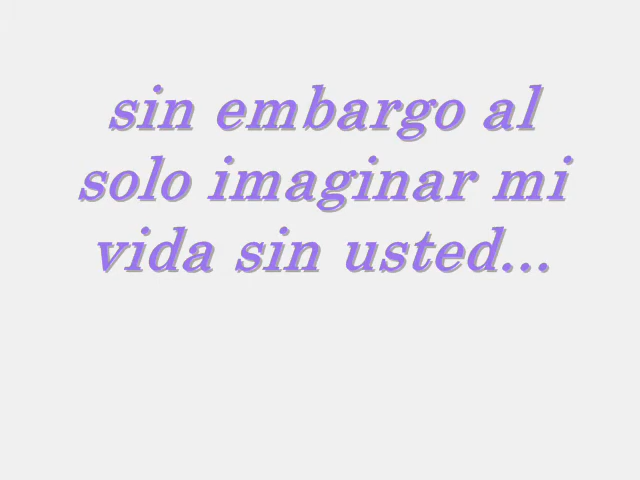 sin embargo al
solo imaginar mi
vida sin usted...